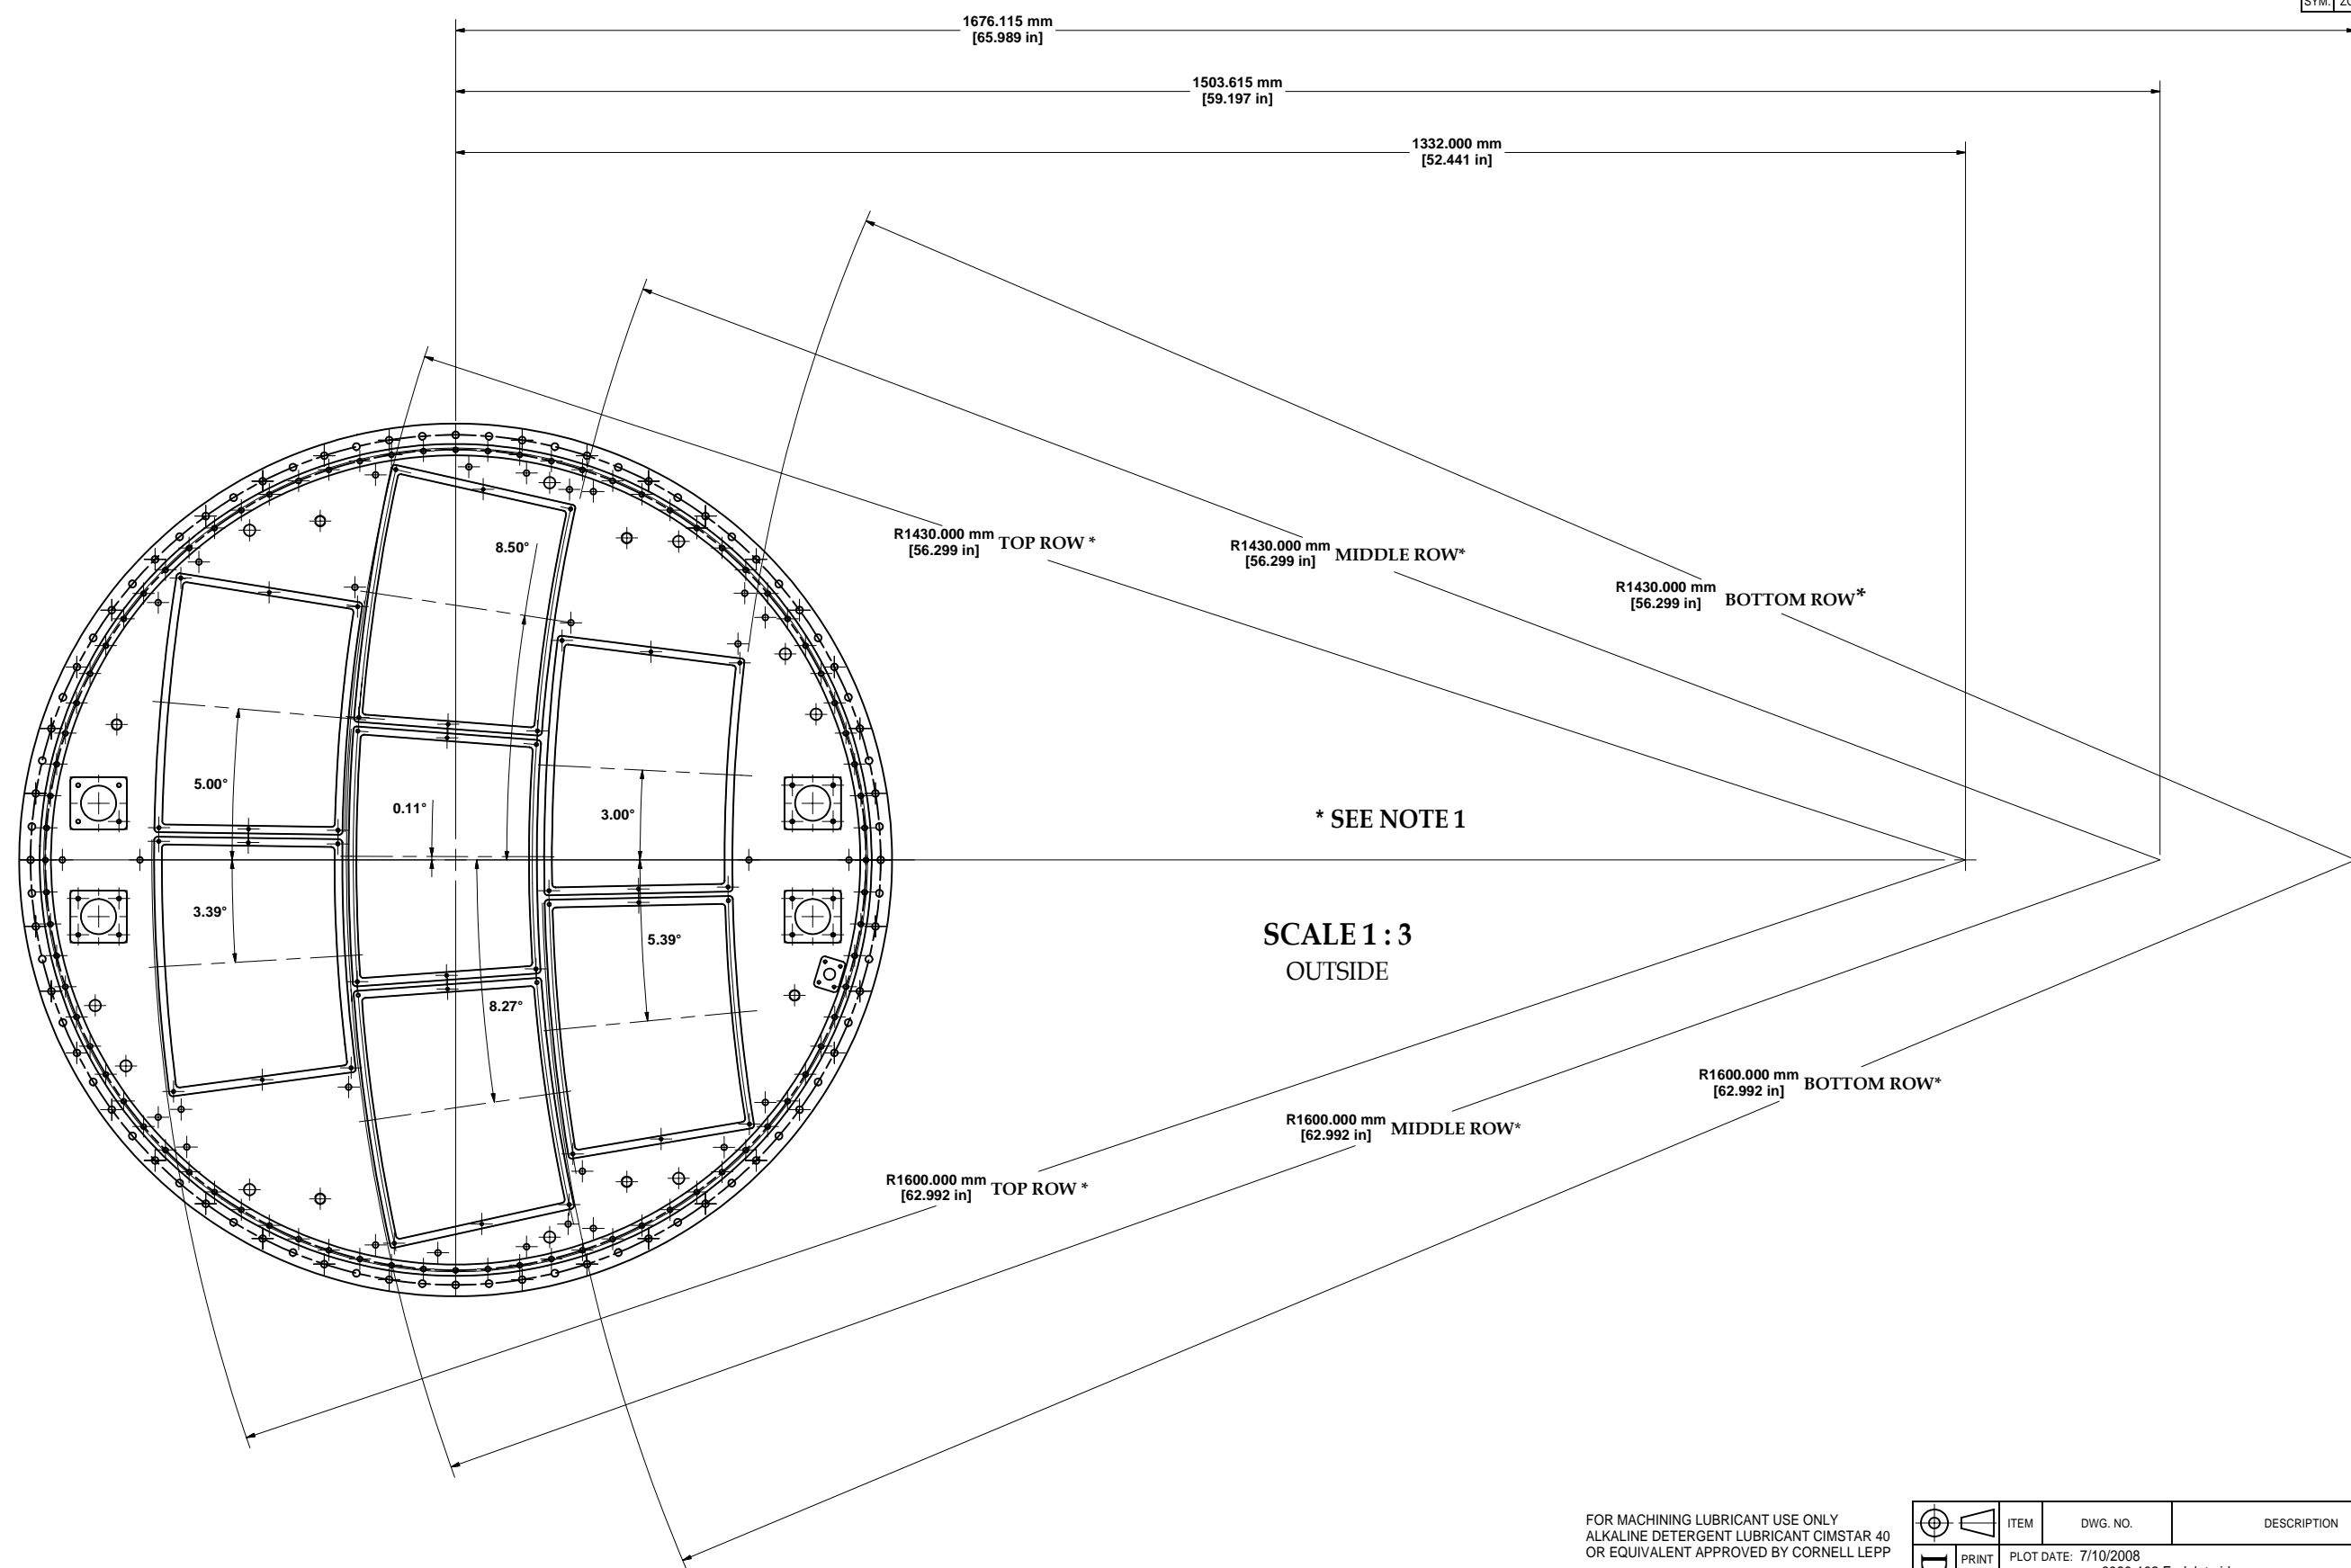 SYM.
1676.115 mm
[65.989 in]
1503.615 mm
[59.197 in]
1332.000 mm
[52.441 in]
R1430.000 mm
[56.299 in]
TOP ROW *
R1430.000 mm
[56.299 in]
MIDDLE ROW*
R1430.000 mm
[56.299 in]
BOTTOM ROW*
8.50°
5.00°
0.11°
3.00°
3.39°
5.39°
8.27°
* SEE NOTE 1
SCALE 1 : 3
OUTSIDE
R1600.000 mm
[62.992 in]
BOTTOM ROW*
R1600.000 mm
[62.992 in]
MIDDLE ROW*
R1600.000 mm
[62.992 in]
TOP ROW *
FOR MACHINING LUBRICANT USE ONLY
ALKALINE DETERGENT LUBRICANT CIMSTAR 40
OR EQUIVALENT APPROVED BY CORNELL LEPP
ITEM
DWG. NO.
DESCRIPTION
PRINT
PLOT DATE: 7/10/2008